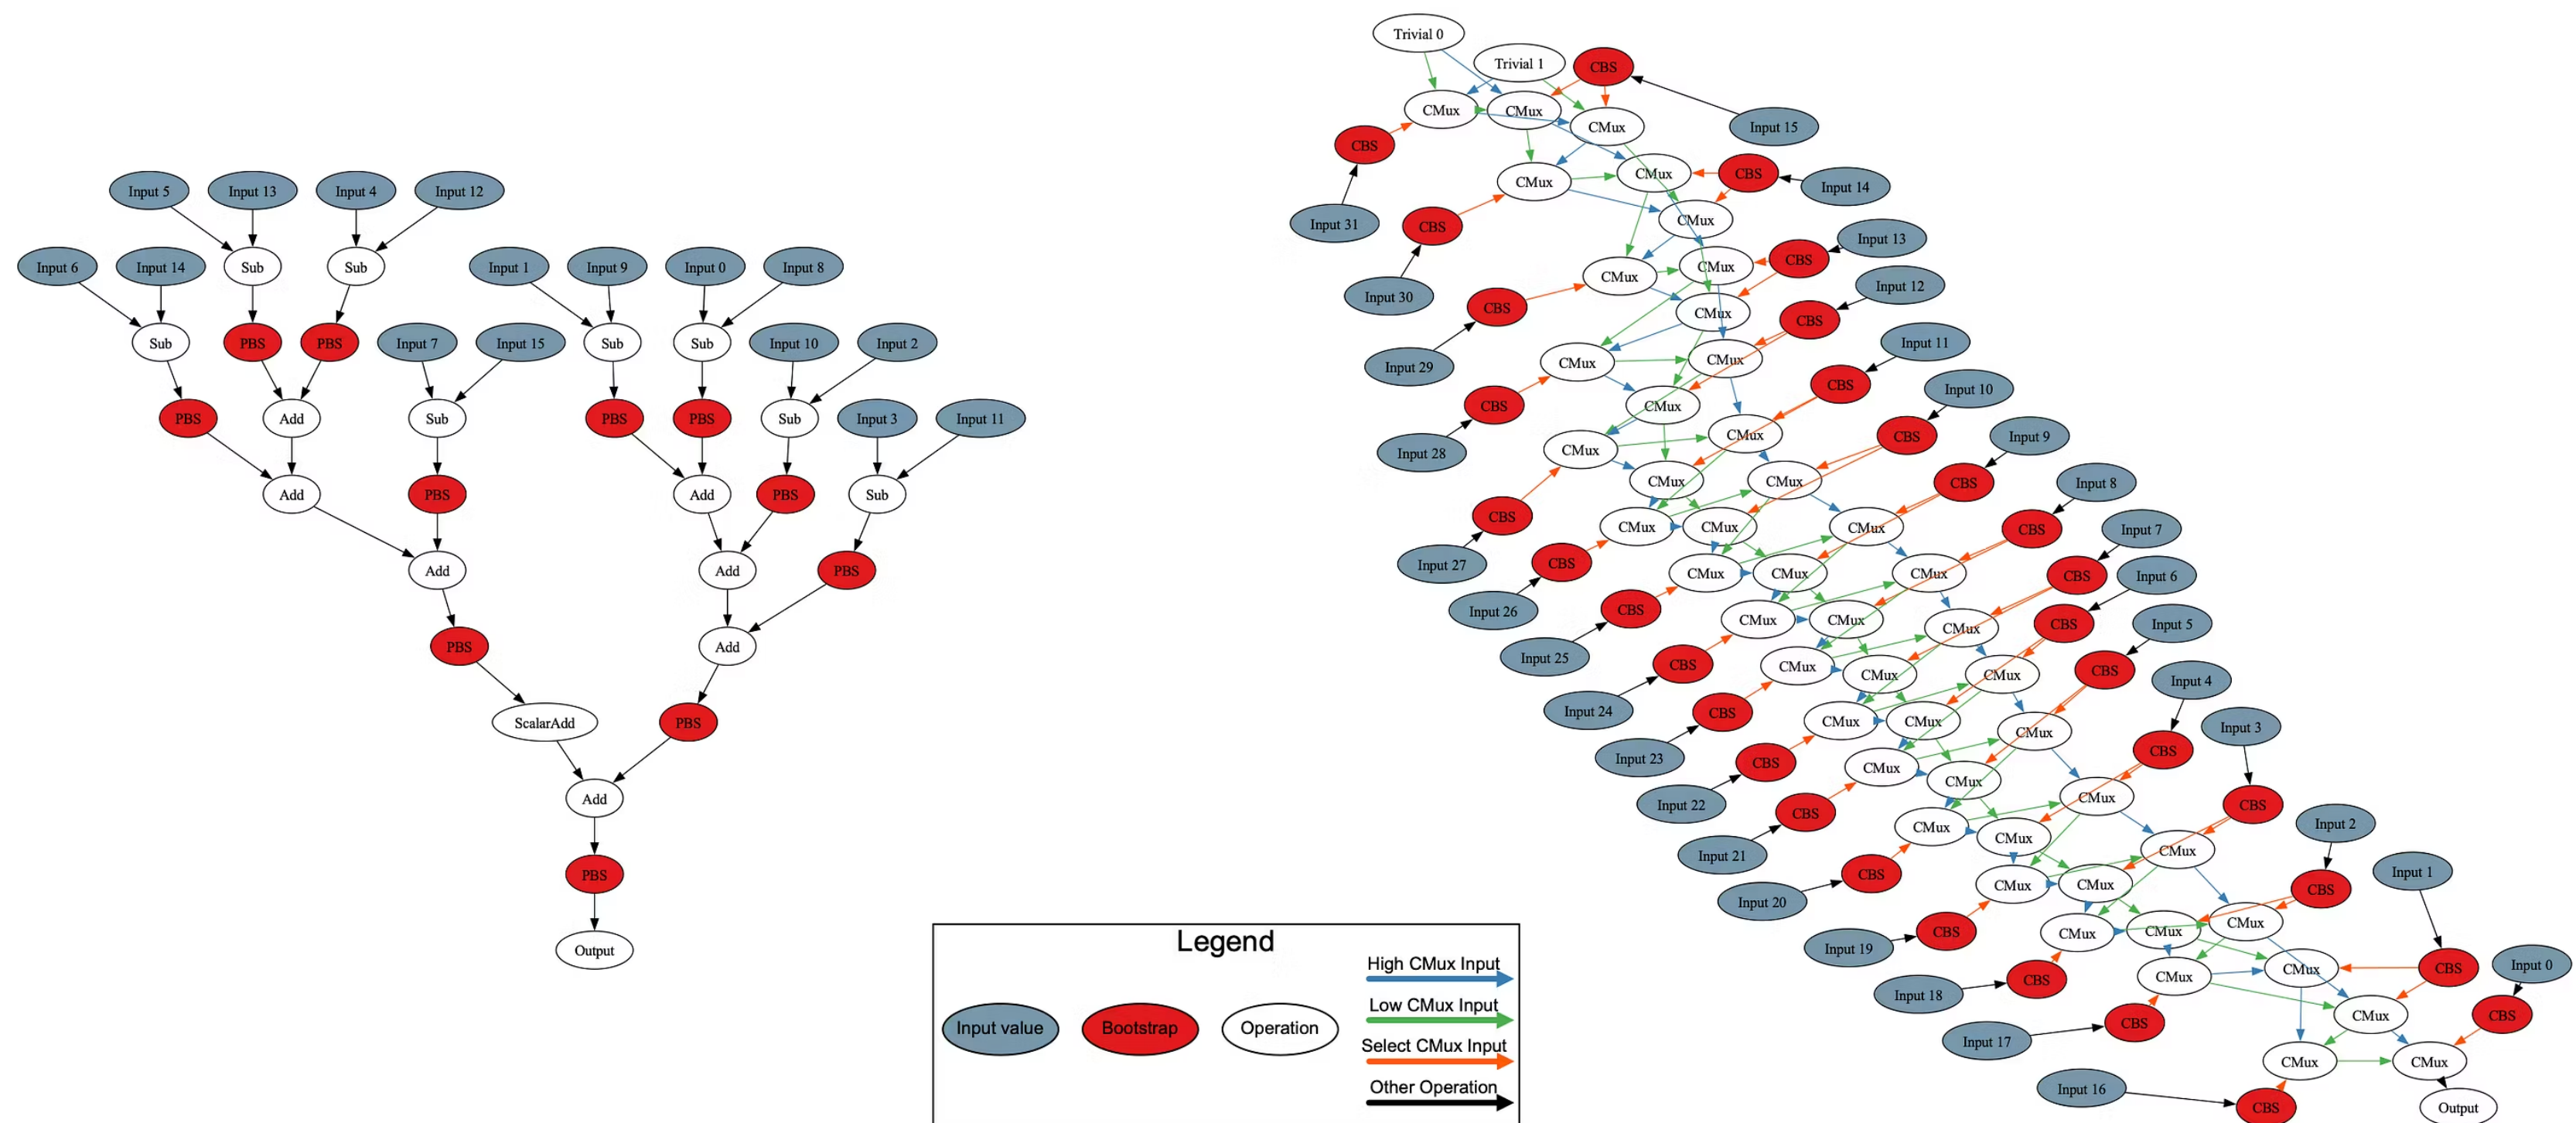 Input 5
Input 13
Input 4
Input 12
Input 6
Input 14
Sub
Sub
Input 1
Input 9
Input 0
Input 8
Sub
PBS
PBS
Input 7
Input 15
Sub
Sub
Input 10
Input 2
PBS
Add
Sub
PBS
PBS
Sub
Input 3
Input 11
Add
PBS
Add
PBS
Sub
Add
Add
PBS
PBS
Add
ScalarAdd
PBS
Add
PBS
Output
Legend
Input value
Bootstrap
Operation
High CMux Input
Low CMux Input
Select CMux Input
Other Operation
Trivial 0
Trivial 1
CBS
CMux
CMux
CMux
Input 15
CBS
CMux
CMux
CBS
Input 14
Input 31
CBS
CMux
Input 13
CMux
CMux
CBS
Input 12
Input 30
CBS
CMux
CBS
Input 11
Input 29
CMux
CMux
CBS
Input 10
CBS
CMux
CMux
CBS
Input 9
Input 28
CMux
CMux
CMux
CBS
Input 8
CBS
CMux
CMux
CMux
CBS
Input 7
Input 27
CBS
CMux
CMux
CMux
CBS
Input 6
Input 26
CBS
CMux
CMux
CMux
CBS
Input 5
Input 25
CBS
CMux
CMux
CMux
CBS
Input 4
Input 24
CBS
CMux
CMux
CMux
CBS
Input 3
Input 23
CBS
CMux
CMux
CMux
CBS
Input 2
Input 22
CBS
CMux
CMux
CMux
CBS
Input 1
Input 21
CBS
CMux
CMux
CMux
CBS
Input 0
Input 20
CBS
CMux
CMux
CMux
CBS
Input 19
CBS
CMux
CMux
Input 18
CBS
CMux
CMux
Input 17
CBS
Input 16
CBS
Output